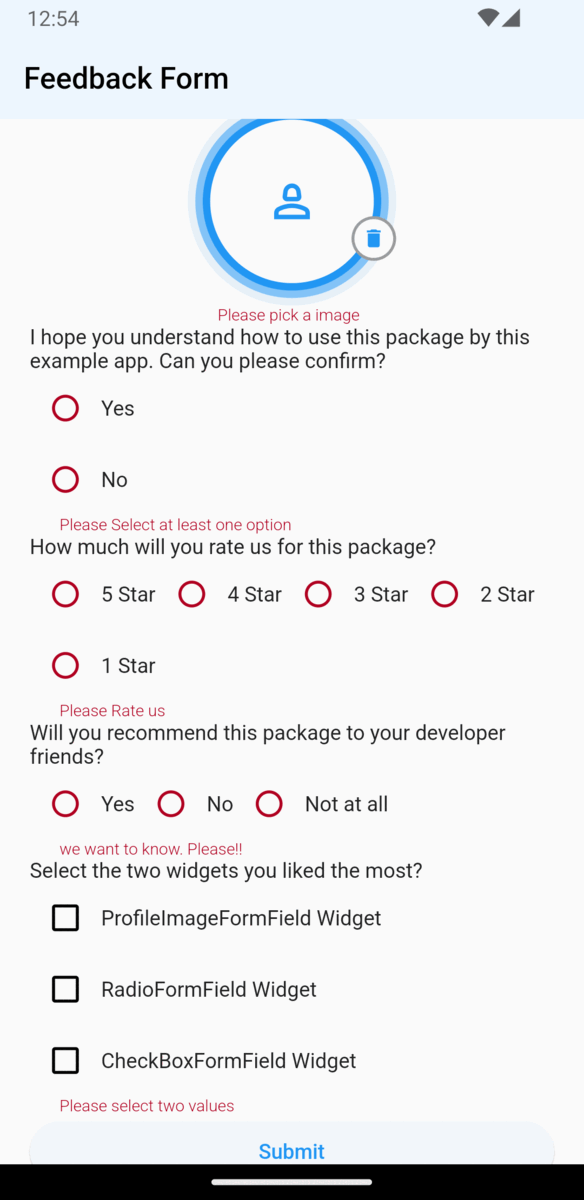 12:54
Feedback Form
Please pick a image
I hope you understand how to use this package by this
example app. Can you please confirm?
Yes
No
Please Select at least one option
How much will you rate us for this package?
5 Star 4 Star 3 Star 2 Star
1 Star
Please Rate us
Will you recommend this package to your developer
friends?
Yes No Not at all
we want to know. Please!!
Select the two widgets you liked the most?
ProfileImageFormField Widget
RadioFormField Widget
CheckBoxFormField Widget
Please select two values
Submit